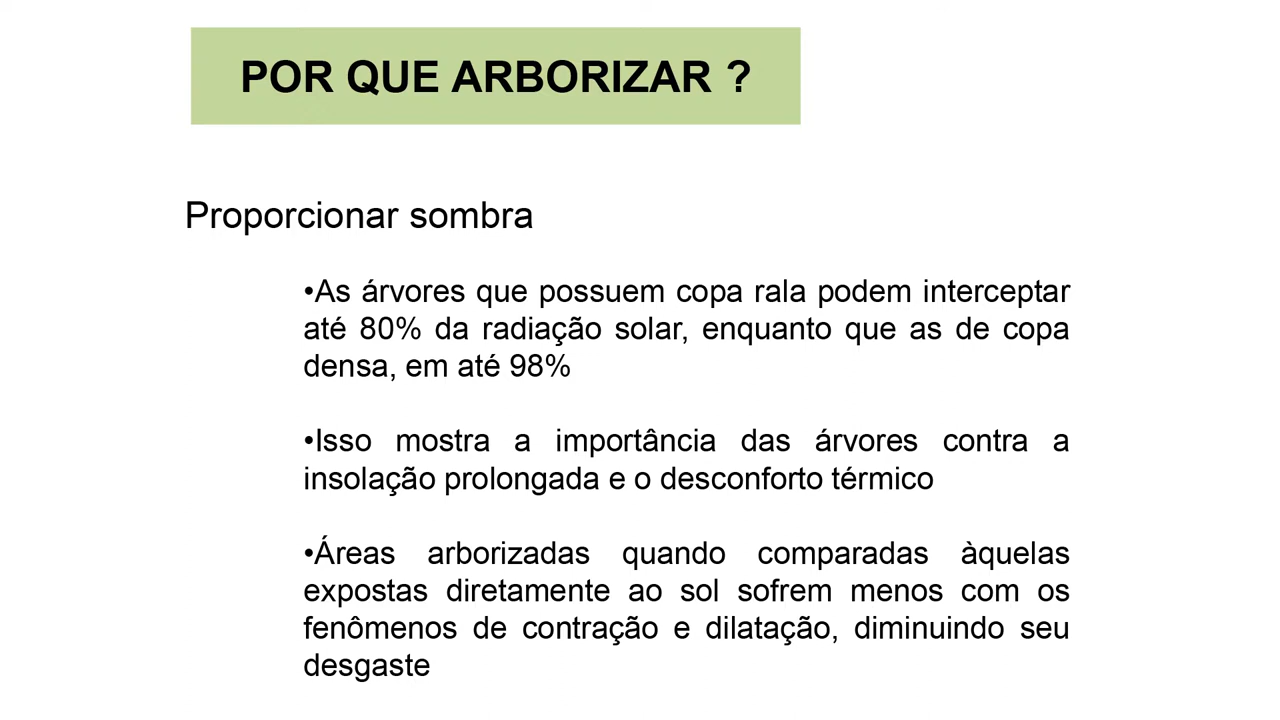 POR QUE ARBORIZAR ?
Proporcionar sombra
•As árvores que possuem copa rala podem interceptar
até 80% da radiação solar, enquanto que as de copa
densa, em até 98%
•Isso mostra a importância das árvores contra a
insolação prolongada e o desconforto térmico
•Áreas arborizadas quando comparadas àquelas
expostas diretamente ao sol sofrem menos com os
fenômenos de contração e dilatação, diminuindo seu
desgaste